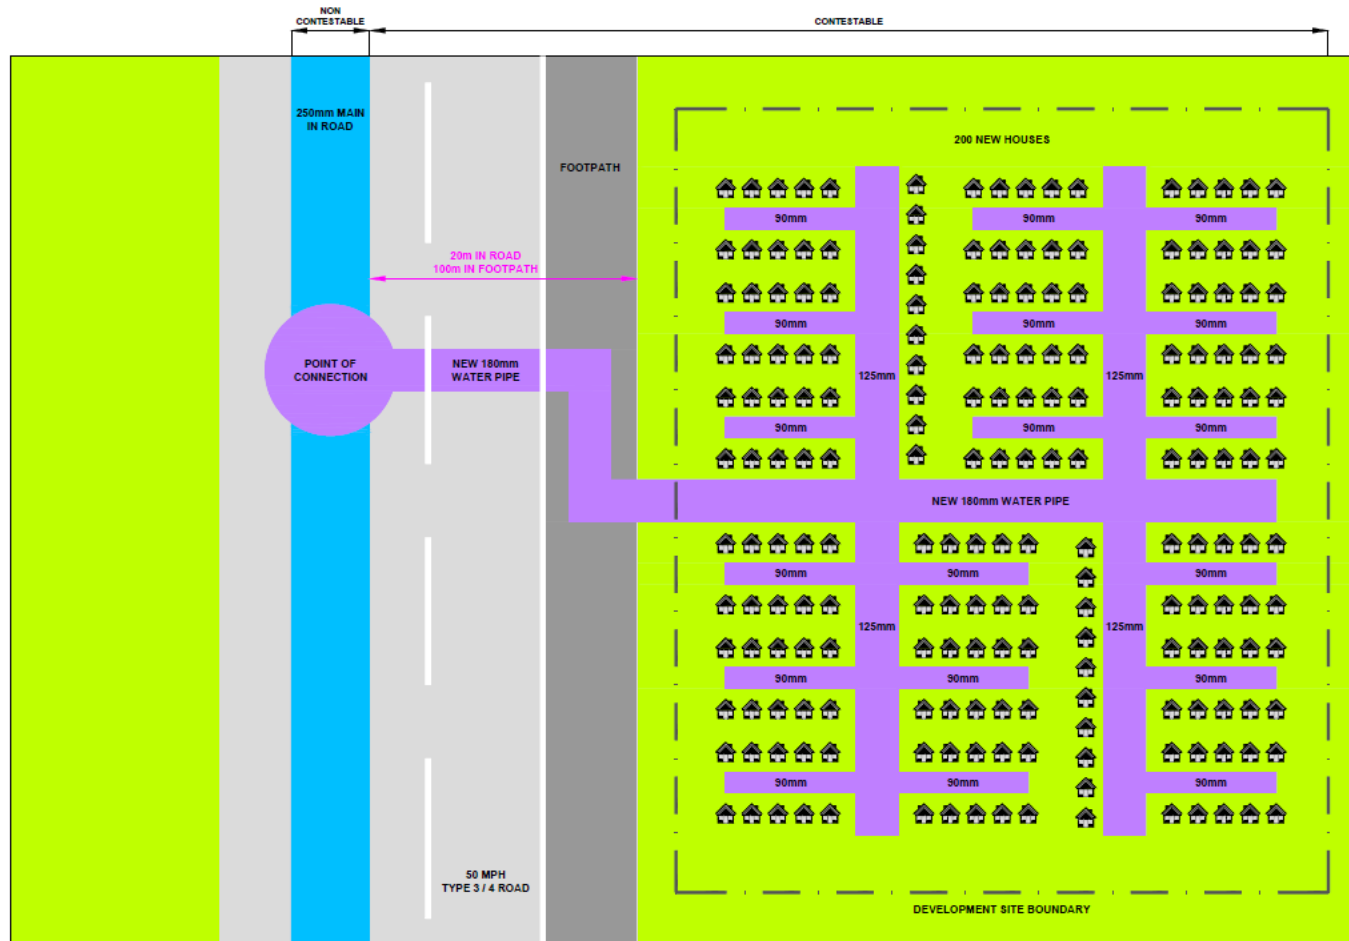 NON
CONTESTABLE
CONTESTABLE
250mm MAIN
IN ROAD
FOOTPATH
200 NEW HOUSES
90mm
90mm
90mm
20m IN ROAD
100m IN FOOTPATH
90mm
90mm
90mm
POINT OF
CONNECTION
NEW 180mm
WATER PIPE
125mm
125mm
90mm
90mm
90mm
NEW 180mm WATER PIPE
90mm
90mm
90mm
125mm
125mm
90mm
90mm
90mm
90mm
90mm
90mm
50 MPH
TYPE 3 / 4 ROAD
DEVELOPMENT SITE BOUNDARY